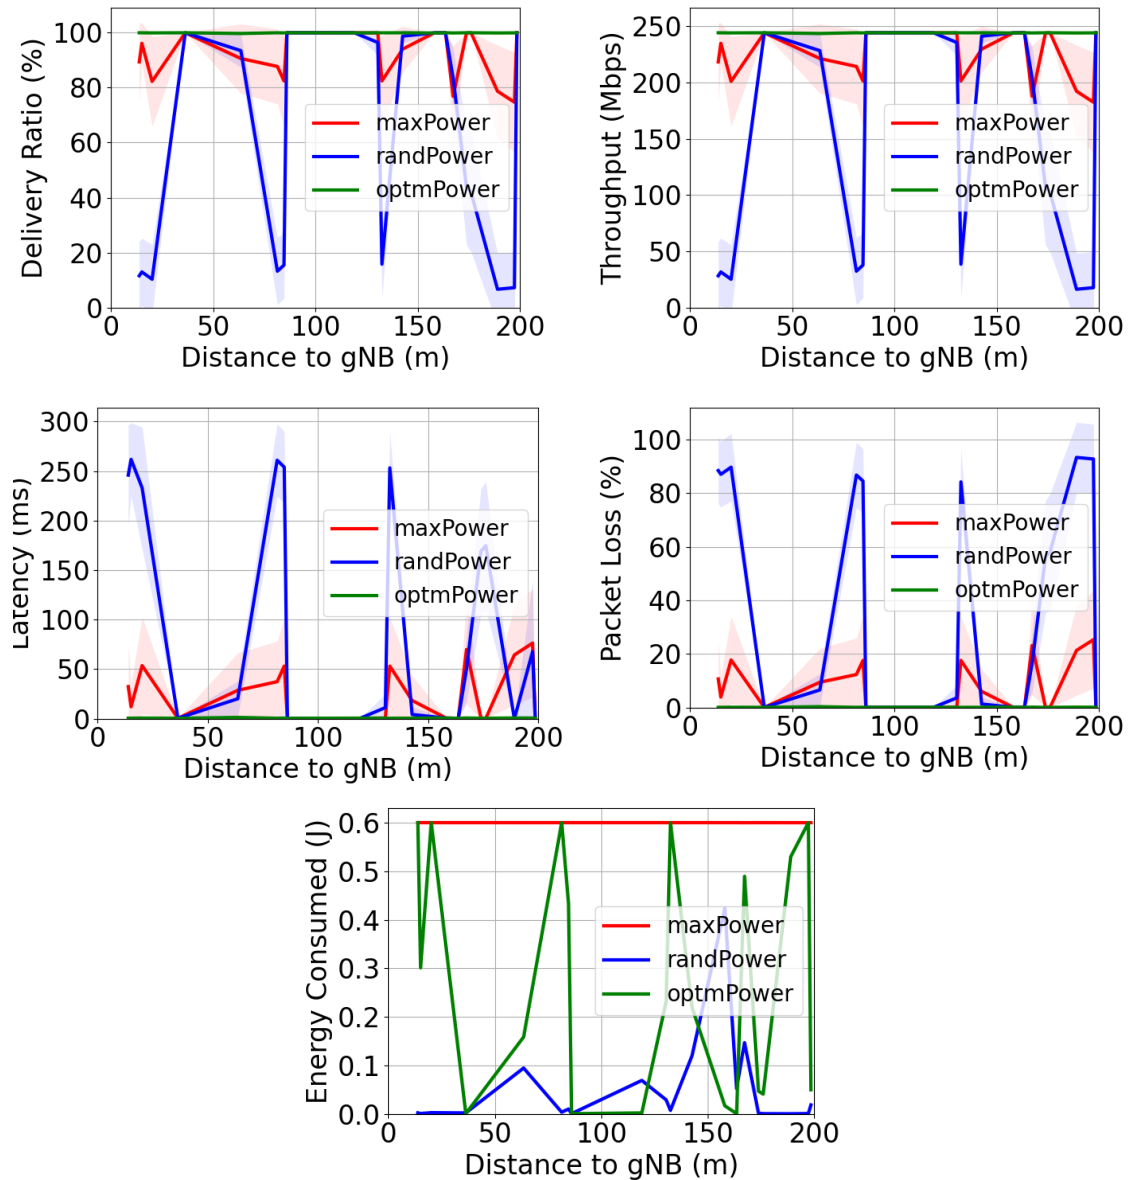 Delivery Ratio (%)
100
80
60
40
20
0
maxPower
randPower
optmPower
0 50 100 150 200
Distance to gNB (m)
Throughput (Mbps)
250
200
150
100
50
0
maxPower
randPower
optmPower
0 50 100 150 200
Distance to gNB (m)
Latency (ms)
300
250
200
150
100
50
0
maxPower
randPower
optmPower
0 50 100 150 200
Distance to gNB (m)
Packet Loss (%)
100
80
60
40
20
0
maxPower
randPower
optmPower
0 50 100 150 200
Distance to gNB (m)
Energy Consumed (J)
0.6
0.5
0.4
0.3
0.2
0.1
0.0
maxPower
randPower
optmPower
0 50 100 150 200
Distance to gNB (m)